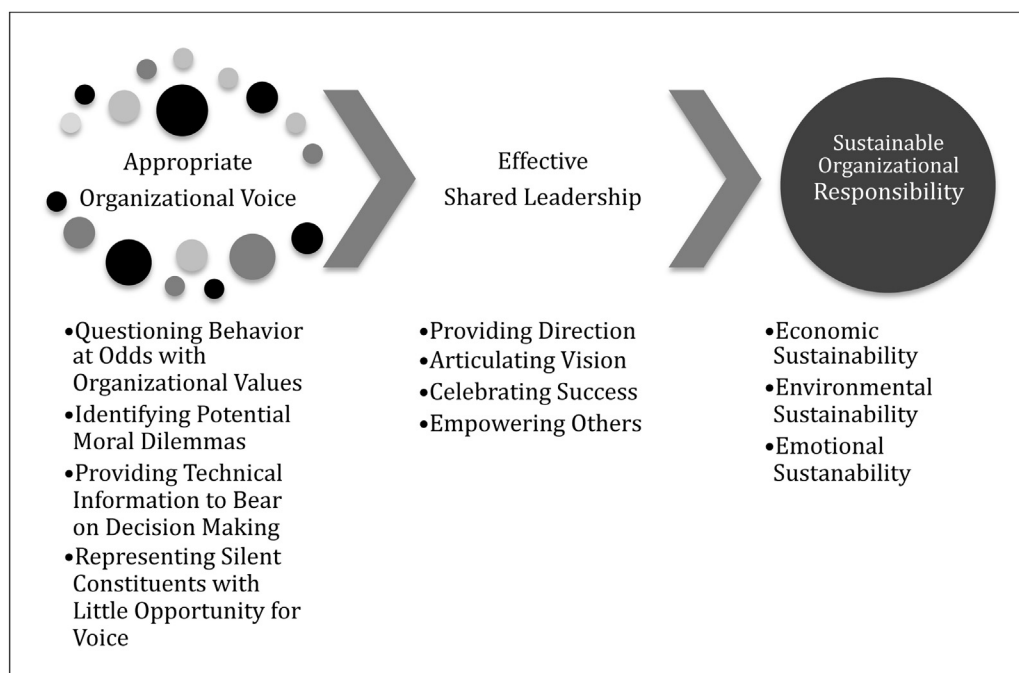 Appropriate
Organizational Voice
•Questioning Behavior
at Odds with
Organizational Values
•Identifying Potential
Moral Dilemmas
•Providing Technical
Information to Bear
on Decision Making
•Representing Silent
Constituents with
Little Opportunity for
Voice
Effective
Shared Leadership
•Providing Direction
•Articulating Vision
•Celebrating Success
•Empowering Others
Sustainable
Organizational
Responsibility
•Economic
Sustainability
•Environmental
Sustainability
•Emotional
Sustanability